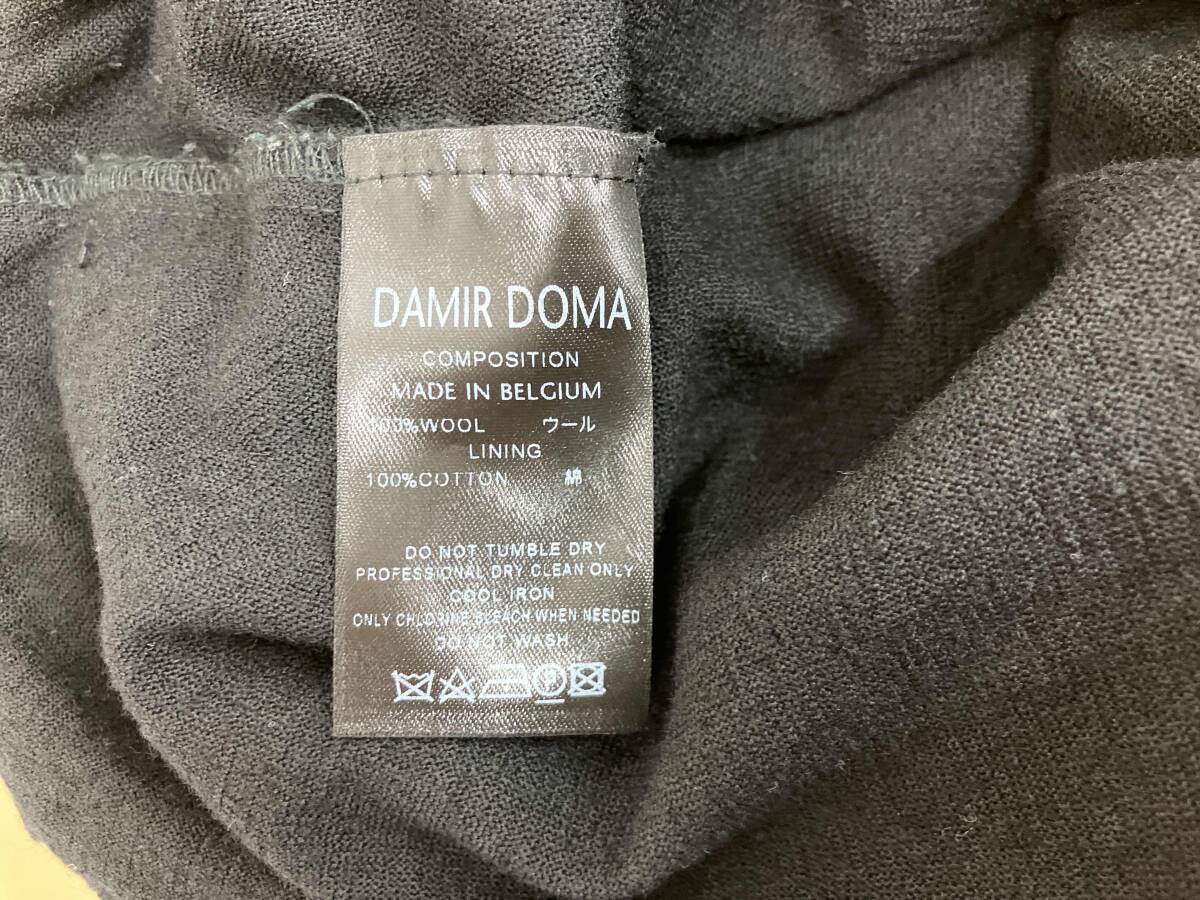 DAMIR DOMA
COMPOSITION
MADE IN BELGIUM
100%WOOL ウール
LINING
100%COTTON 綿
DO NOT TUMBLE DRY
PROFESSIONAL DRY CLEAN ONLY
COOL IRON
ONLY CHLORINE BLEACH WHEN NEEDED
DO NOT WASH
P